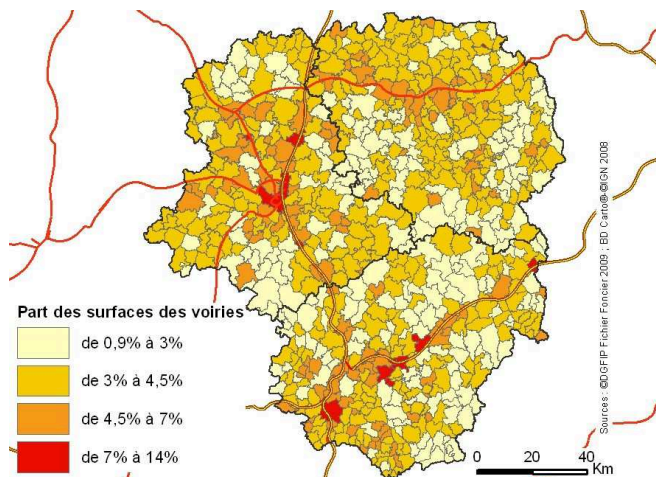 Part des surfaces des voiries
de 0,9% à 3%
de 3% à 4,5%
de 4,5% à 7%
de 7% à 14%
Sources : ©DGFIP Fichier Foncier 2009 ; BD Carto®©IGN 2008
0 20 40
Km